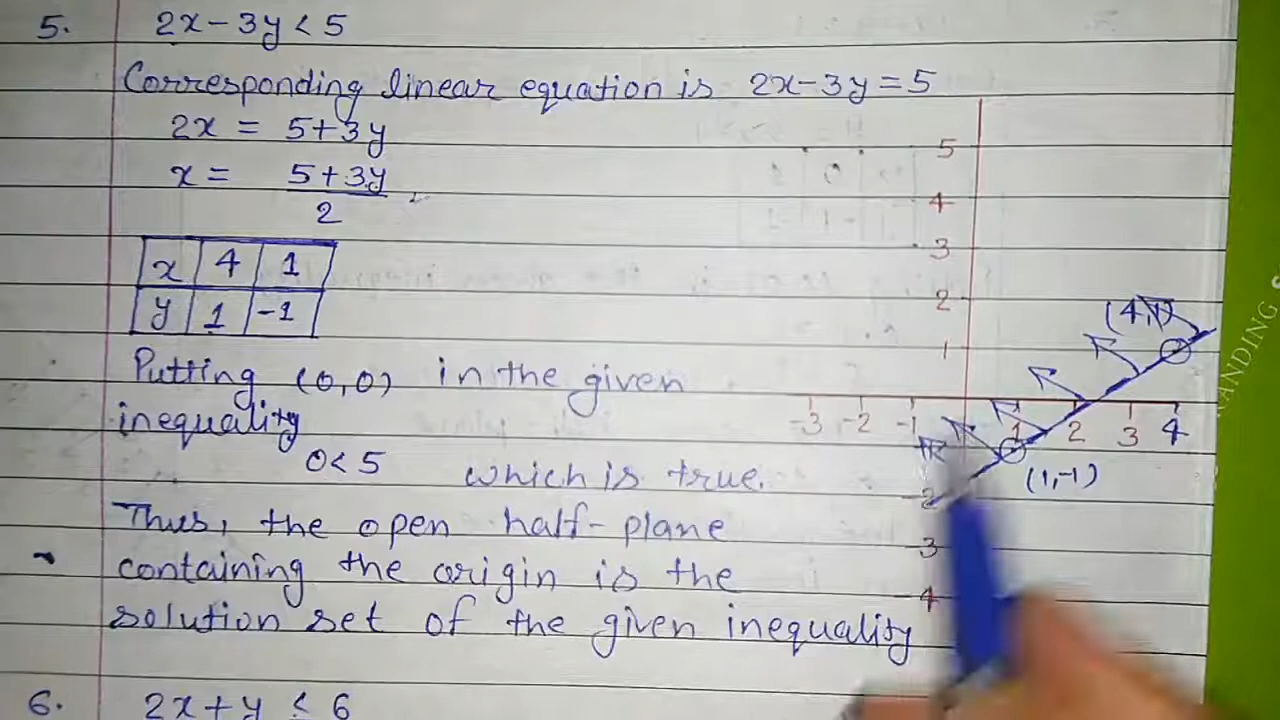 5. 2x-3y<5
Corresponding linear equation is 2x-3y=5
2x = 5+3y
x = 5+3y
2
x 4 1
y 1 -1
Putting (0,0) in the given
inequality
0<5 which is true.
Thus, the open half-plane
containing the origin is the
solution set of the given inequality
6. 2x+y ≤ 6
5
4
3
2
1
-3 -2 -1 1 2 3 4
-2
-3
-4
(4,1)
(1,-1)
RANDING